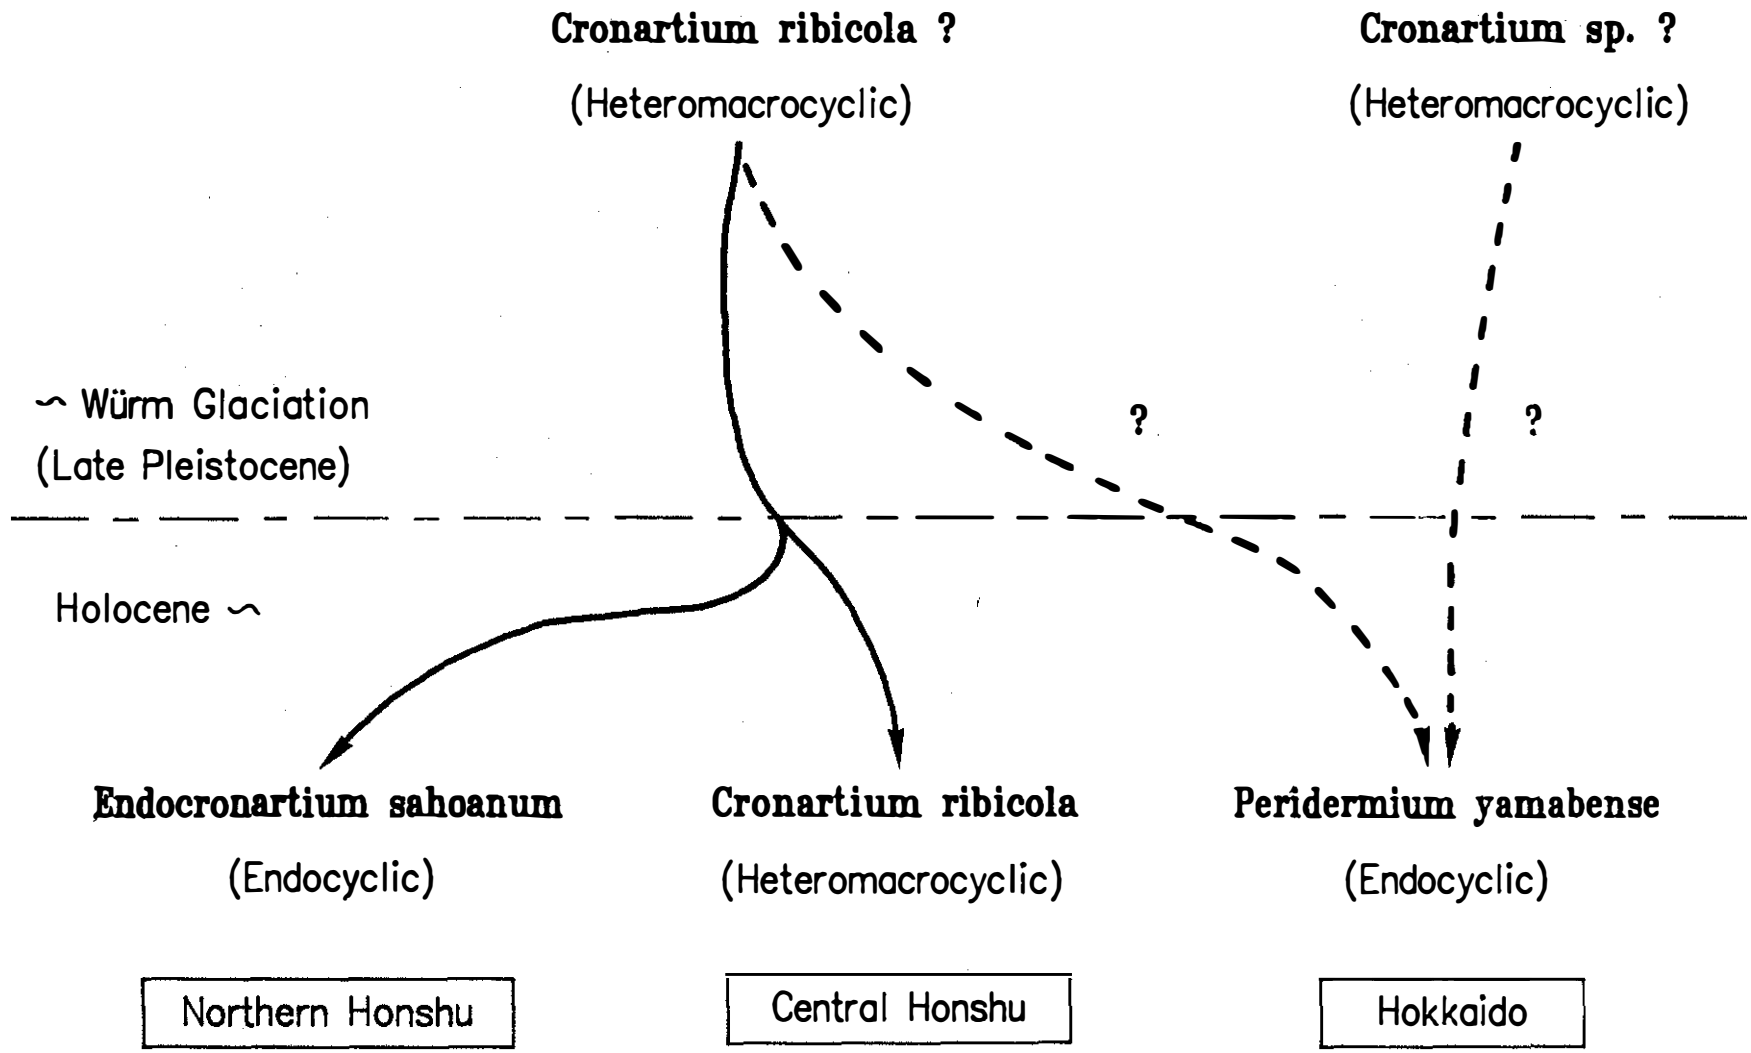 Cronartium ribicola ?
Cronartium sp. ?
(Heteromacrocyclic)
(Heteromacrocyclic)
~ Würm Glaciation
(Late Pleistocene)
?
?
Holocene ~
Endocronartium sahoanum
Cronartium ribicola
Peridermium yamabense
(Endocyclic)
(Heteromacrocyclic)
(Endocyclic)
Northern Honshu
Central Honshu
Hokkaido